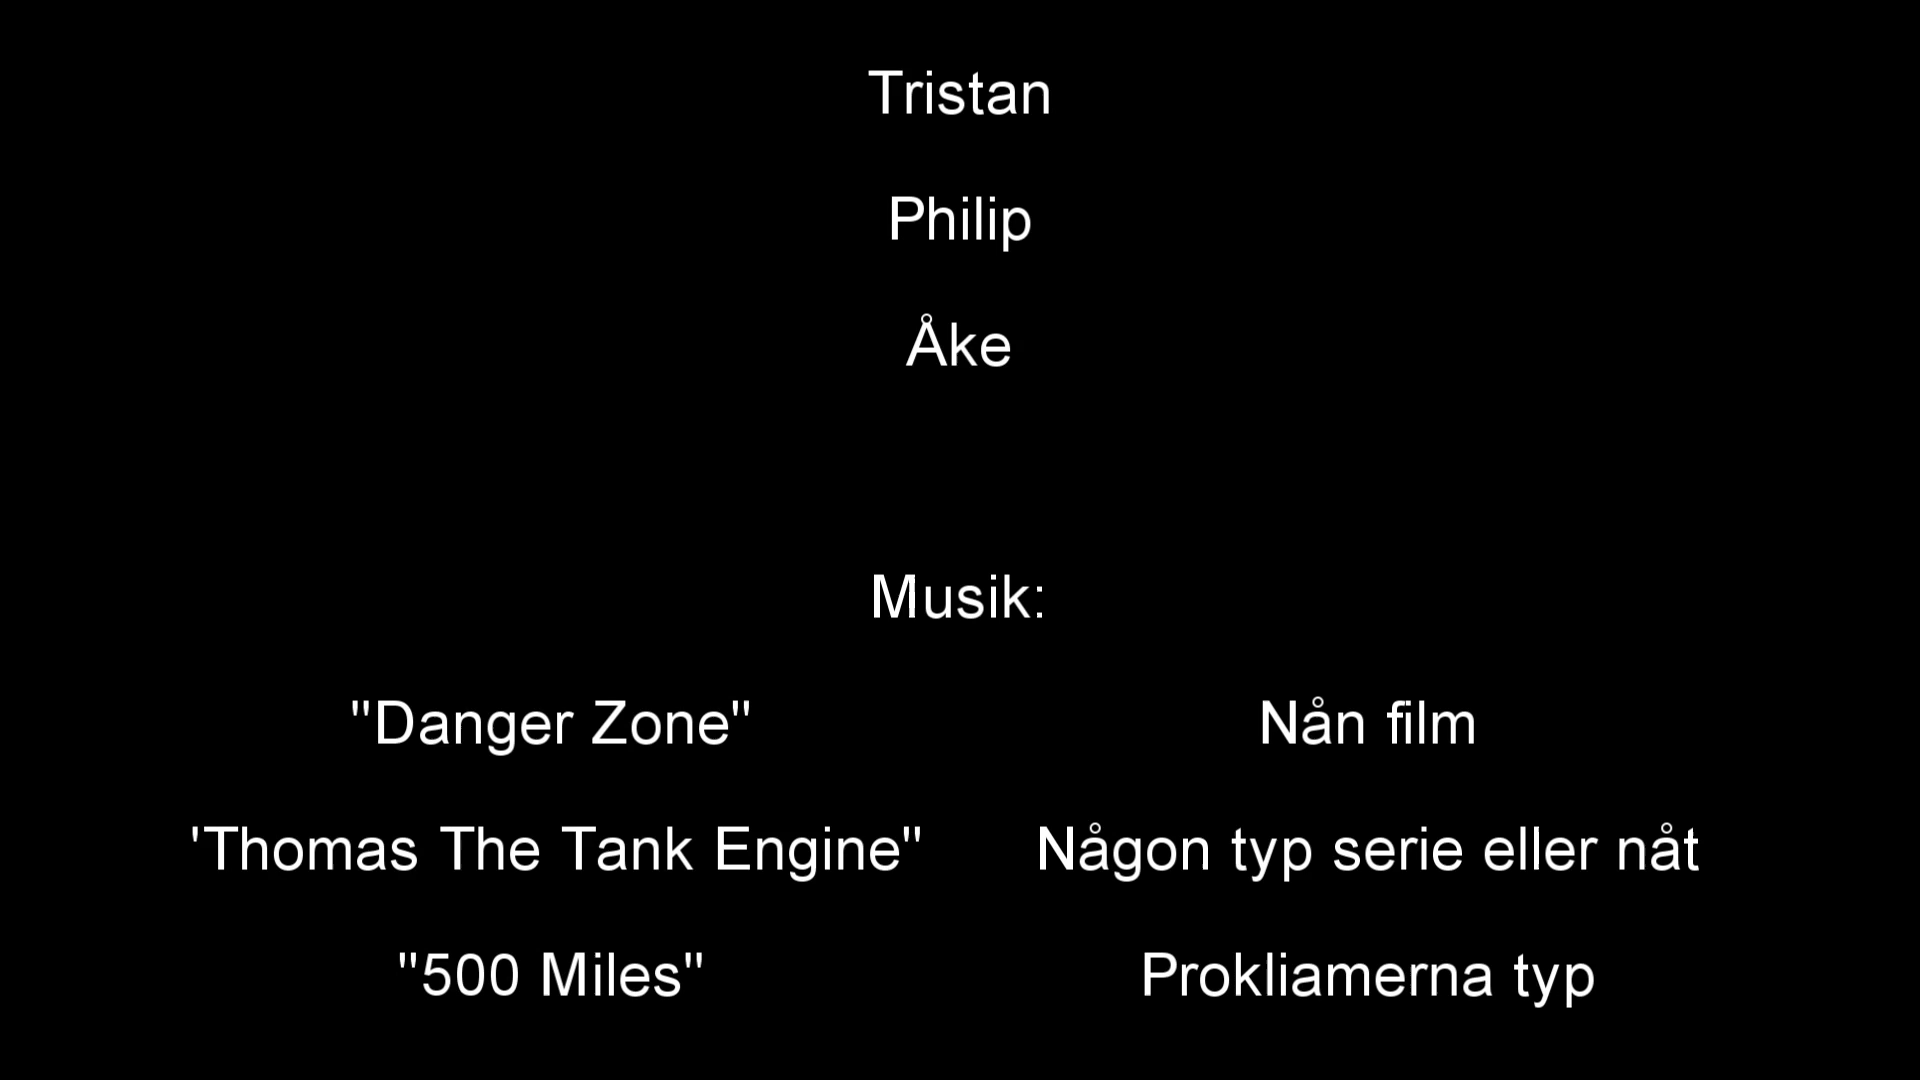 Tristan
Philip
Åke
Musik:
"Danger Zone" Nån film
'Thomas The Tank Engine" Någon typ serie eller nåt
"500 Miles" Prokliamerna typ